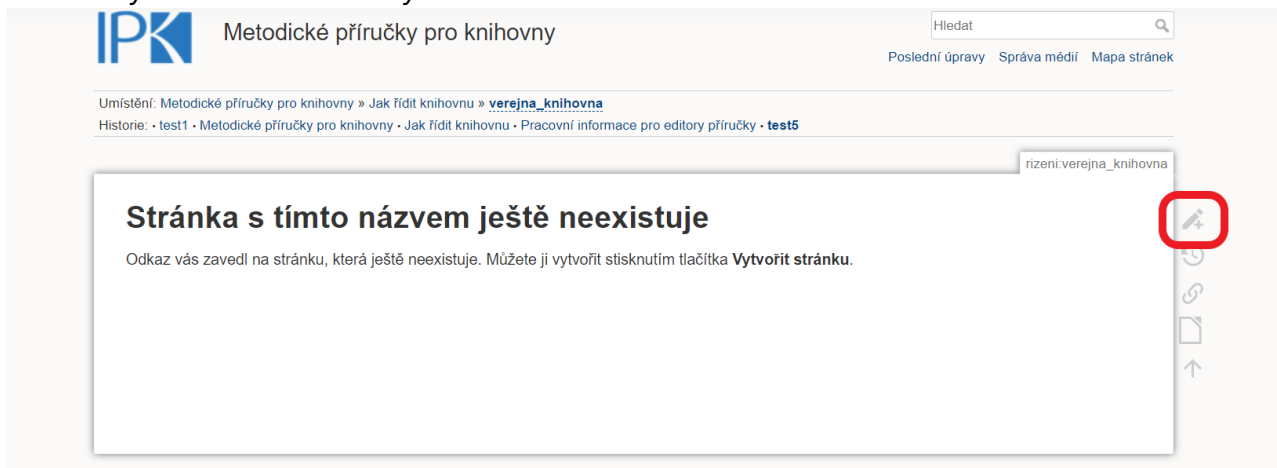 IPK
Metodické příručky pro knihovny
Hledat
Poslední úpravy Správa médií Mapa stránek
Umístění: Metodické příručky pro knihovny » Jak řídit knihovnu » verejna_knihovna
Historie: • test1 • Metodické příručky pro knihovny • Jak řídit knihovnu • Pracovní informace pro editory příručky • test5
rizeni:verejna_knihovna
Stránka s tímto názvem ještě neexistuje
Odkaz vás zavedl na stránku, která ještě neexistuje. Můžete ji vytvořit stisknutím tlačítka Vytvořit stránku.